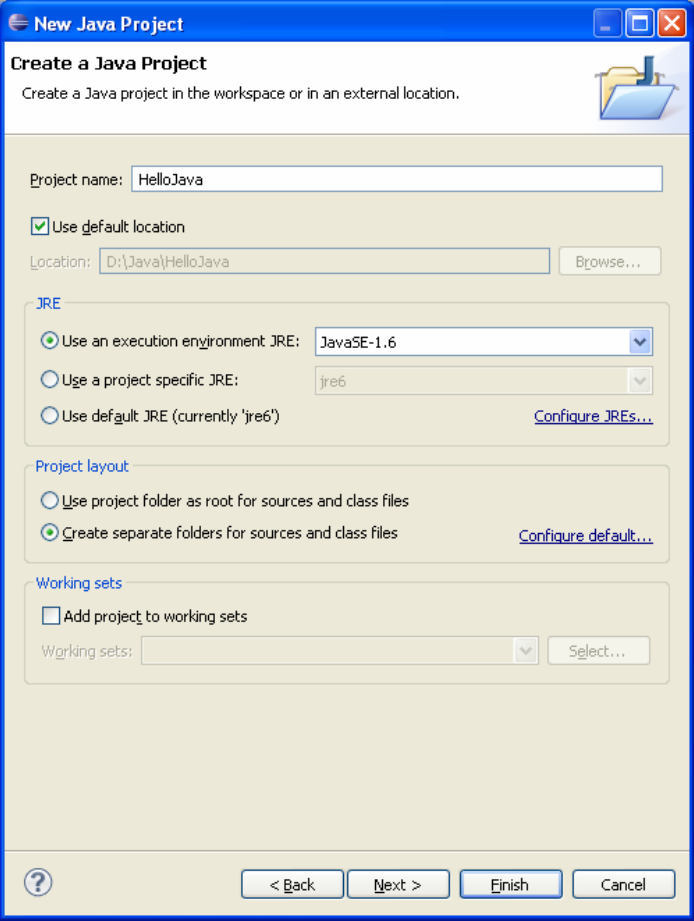 New Java Project
Create a Java Project
Create a Java project in the workspace or in an external location.
Project name: HelloJava
Use default location
Location: D:\Java\HelloJava Browse...
JRE
Use an execution environment JRE: JavaSE-1.6
Use a project specific JRE: jre6
Use default JRE (currently 'jre6') Configure JREs...
Project layout
Use project folder as root for sources and class files
Create separate folders for sources and class files Configure default...
Working sets
Add project to working sets
Working sets: Select...
? < Back Next > Finish Cancel